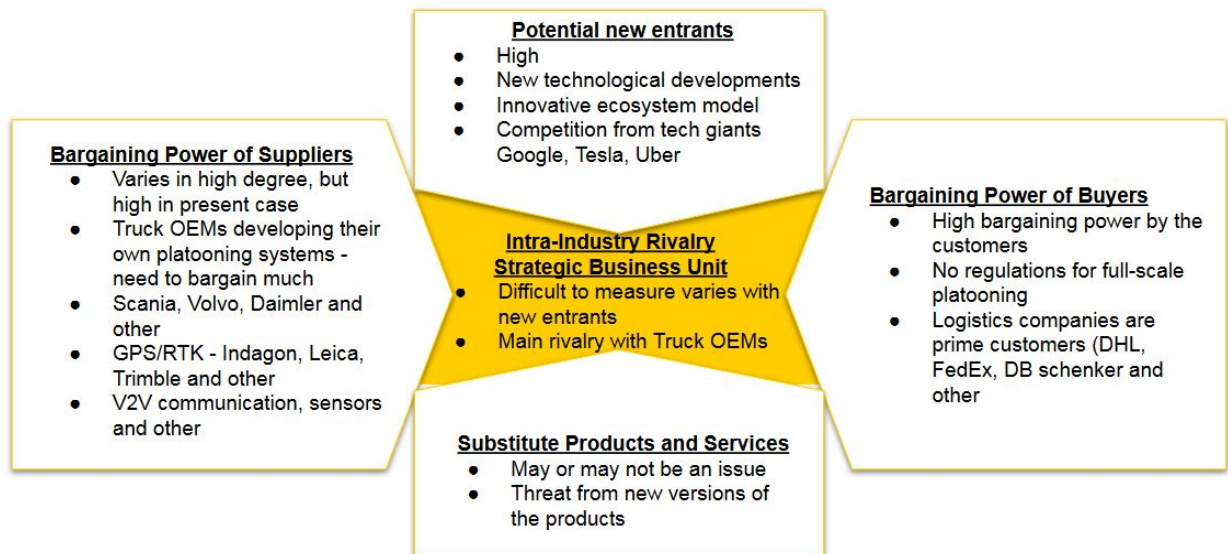 Potential new entrants
● High
● New technological developments
● Innovative ecosystem model
● Competition from tech giants
Google, Tesla, Uber
Bargaining Power of Suppliers
● Varies in high degree, but
high in present case
● Truck OEMs developing their
own platooning systems -
need to bargain much
● Scania, Volvo, Daimler and
other
● GPS/RTK - Indagon, Leica,
Trimble and other
● V2V communication, sensors
and other
Intra-Industry Rivalry
Strategic Business Unit
● Difficult to measure varies with
new entrants
● Main rivalry with Truck OEMs
Bargaining Power of Buyers
● High bargaining power by the
customers
● No regulations for full-scale
platooning
● Logistics companies are
prime customers (DHL,
FedEx, DB schenker and
other
Substitute Products and Services
● May or may not be an issue
● Threat from new versions of
the products